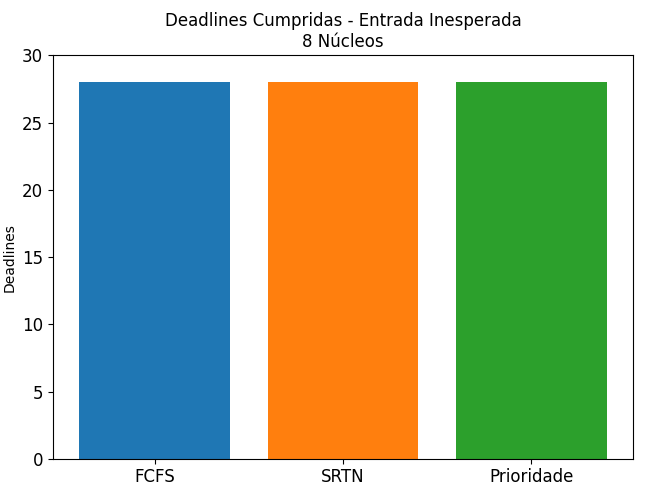 Deadlines Cumpridas - Entrada Inesperada
8 Núcleos
30
25
20
15
10
5
0
Deadlines
FCFS
SRTN
Prioridade